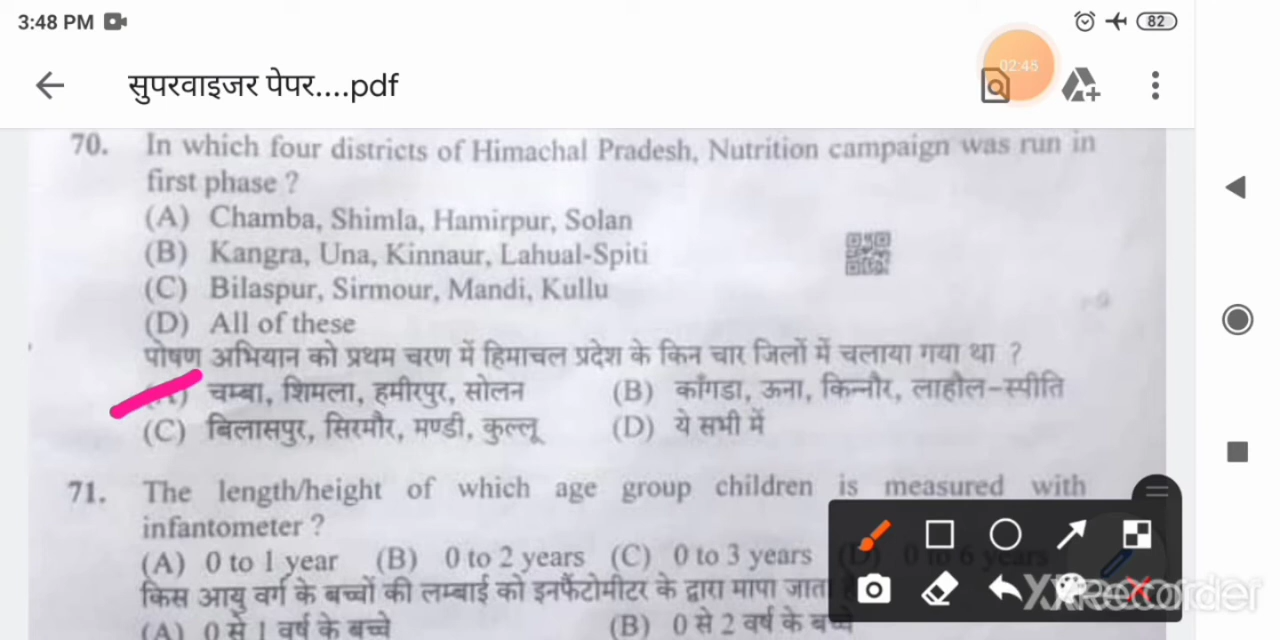 3:48 PM
82
02:45
सुपरवाइजर पेपर....pdf
70. In which four districts of Himachal Pradesh, Nutrition campaign was run in
first phase ?
(A) Chamba, Shimla, Hamirpur, Solan
(B) Kangra, Una, Kinnaur, Lahual-Spiti
(C) Bilaspur, Sirmour, Mandi, Kullu
(D) All of these
पोषण अभियान को प्रथम चरण में हिमाचल प्रदेश के किन चार जिलों में चलाया गया था ?
चम्बा, शिमला, हमीरपुर, सोलन (B) काँगडा, ऊना, किन्नौर, लाहौल-स्पीति
(C) बिलासपुर, सिरमौर, मण्डी, कुल्लू (D) ये सभी में
71. The length/height of which age group children is measured with
infantometer ?
(A) 0 to 1 year (B) 0 to 2 years (C) 0 to 3 years (D) 0 to 6 years
किस आयु वर्ग के बच्चों की लम्बाई को इनफैंटोमीटर के द्वारा मापा जाता
(A) 0 से 1 वर्ष के बच्चे (B) 0 से 2 वर्ष के बच्चे
XRecorder